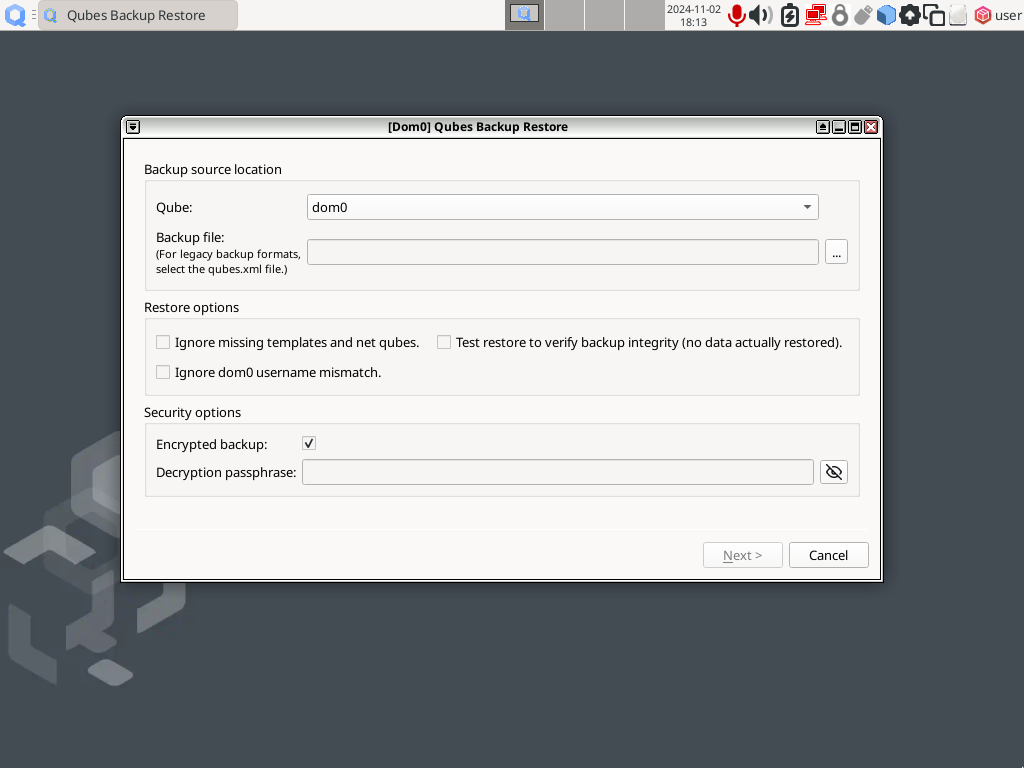 Qubes Backup Restore
2024-11-02
18:13
user
[Dom0] Qubes Backup Restore
Backup source location
Qube:
dom0
Backup file:
(For legacy backup formats,
select the qubes.xml file.)
...
Restore options
Ignore missing templates and net qubes.
Test restore to verify backup integrity (no data actually restored).
Ignore dom0 username mismatch.
Security options
Encrypted backup:
Decryption passphrase:
Next >
Cancel